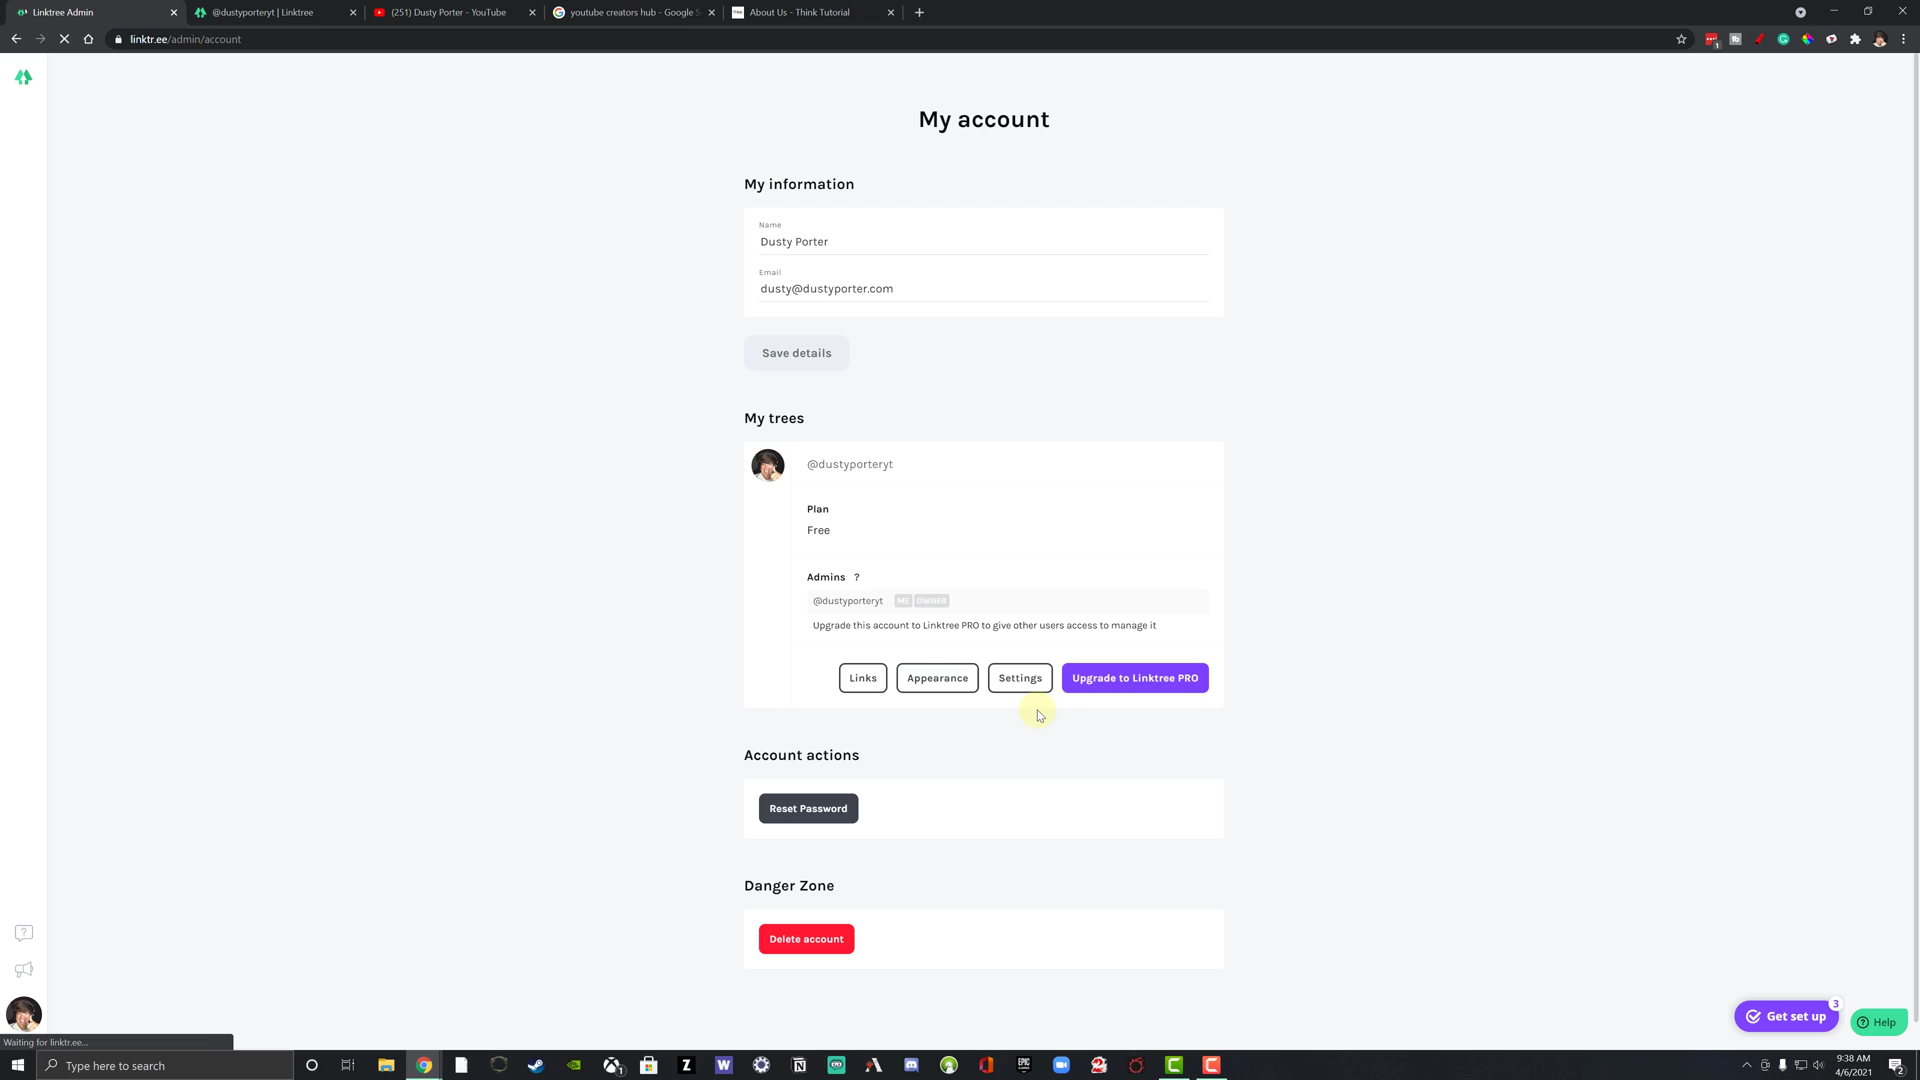 Linktree Admin
@dustyporteryt | Linktree
(251) Dusty Porter - YouTube
youtube creators hub - Google S
About Us - Think Tutorial
linktr.ee/admin/account
My account
My information
Name
Dusty Porter
Email
dusty@dustyporter.com
Save details
My trees
@dustyporteryt
Plan
Free
Admins ?
@dustyporteryt ME OWNER
Upgrade this account to Linktree PRO to give other users access to manage it
Links Appearance Settings Upgrade to Linktree PRO
Account actions
Reset Password
Danger Zone
Delete account
3
Get set up
Help
Waiting for linktr.ee...
Type here to search
9:38 AM
4/6/2021